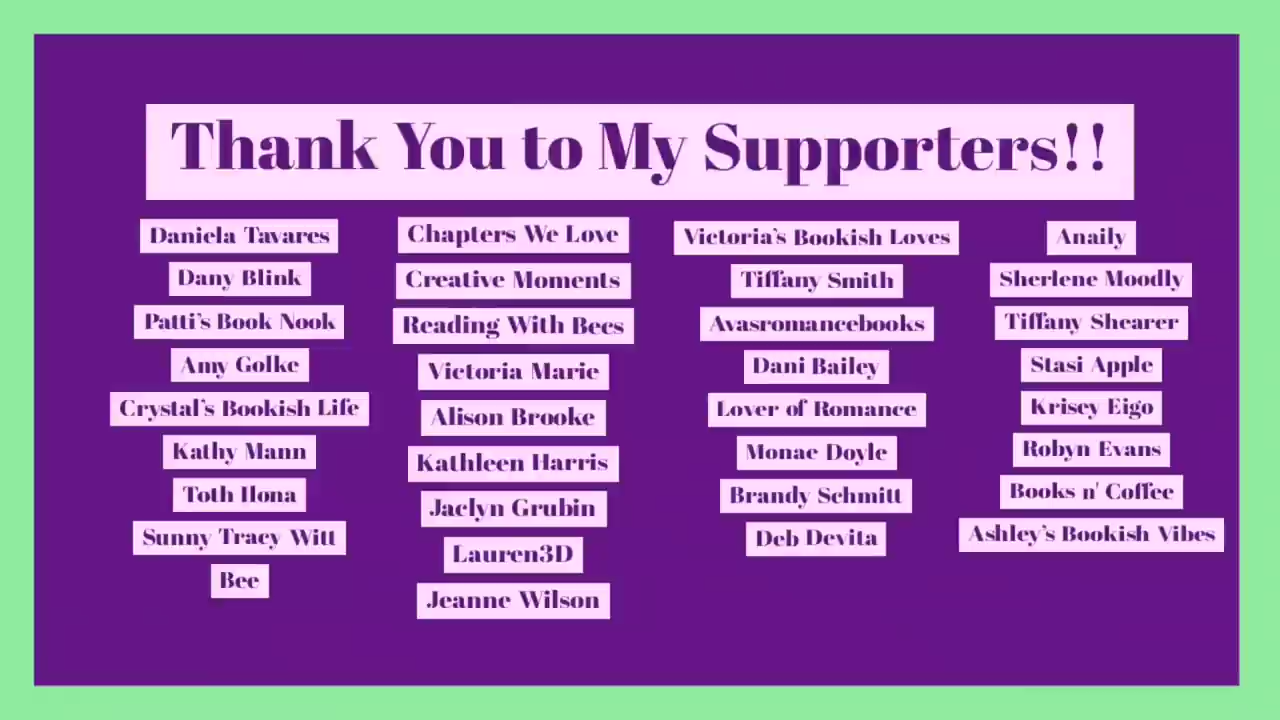 Thank You to My Supporters!!
Daniela Tavares
Dany Blink
Patti's Book Nook
Amy Golke
Crystal's Bookish Life
Kathy Mann
Toth Ilona
Sunny Tracy Witt
Bee
Chapters We Love
Creative Moments
Reading With Becs
Victoria Marie
Alison Brooke
Kathleen Harris
Jaclyn Grubin
Lauren3D
Jeanne Wilson
Victoria's Bookish Loves
Tiffany Smith
Avasromancebooks
Dani Bailey
Lover of Romance
Monae Doyle
Brandy Schmitt
Deb Devita
Anaily
Sherlene Moodly
Tiffany Shearer
Stasi Apple
Krisey Eigo
Robyn Evans
Books n' Coffee
Ashley's Bookish Vibes